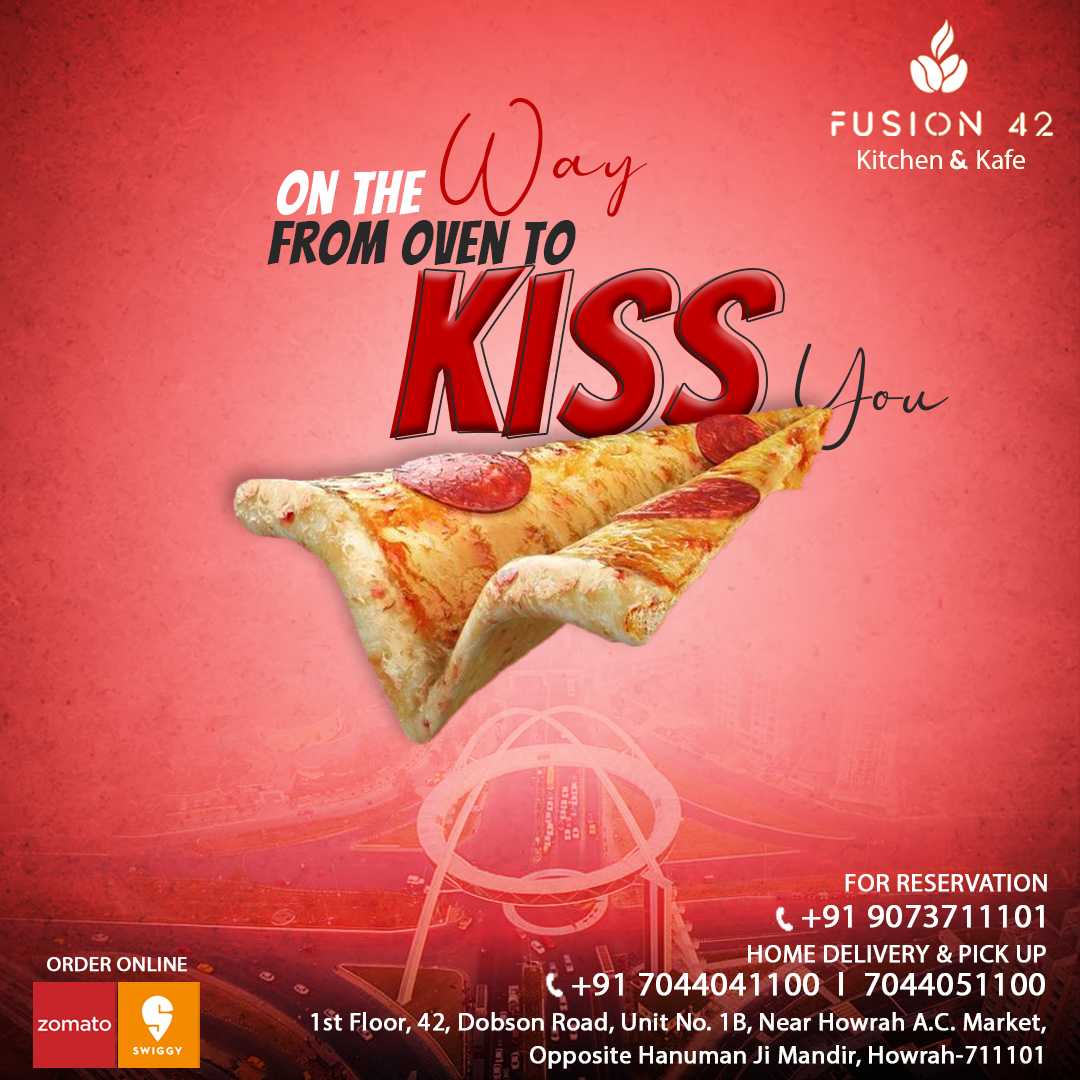 FUSION 42
Kitchen & Kafe
ON THE Way
FROM OVEN TO
KISS You
FOR RESERVATION
+91 9073711101
HOME DELIVERY & PICK UP
+91 7044041100 | 7044051100
1st Floor, 42, Dobson Road, Unit No. 1B, Near Howrah A.C. Market,
Opposite Hanuman Ji Mandir, Howrah-711101
ORDER ONLINE
zomato
SWIGGY